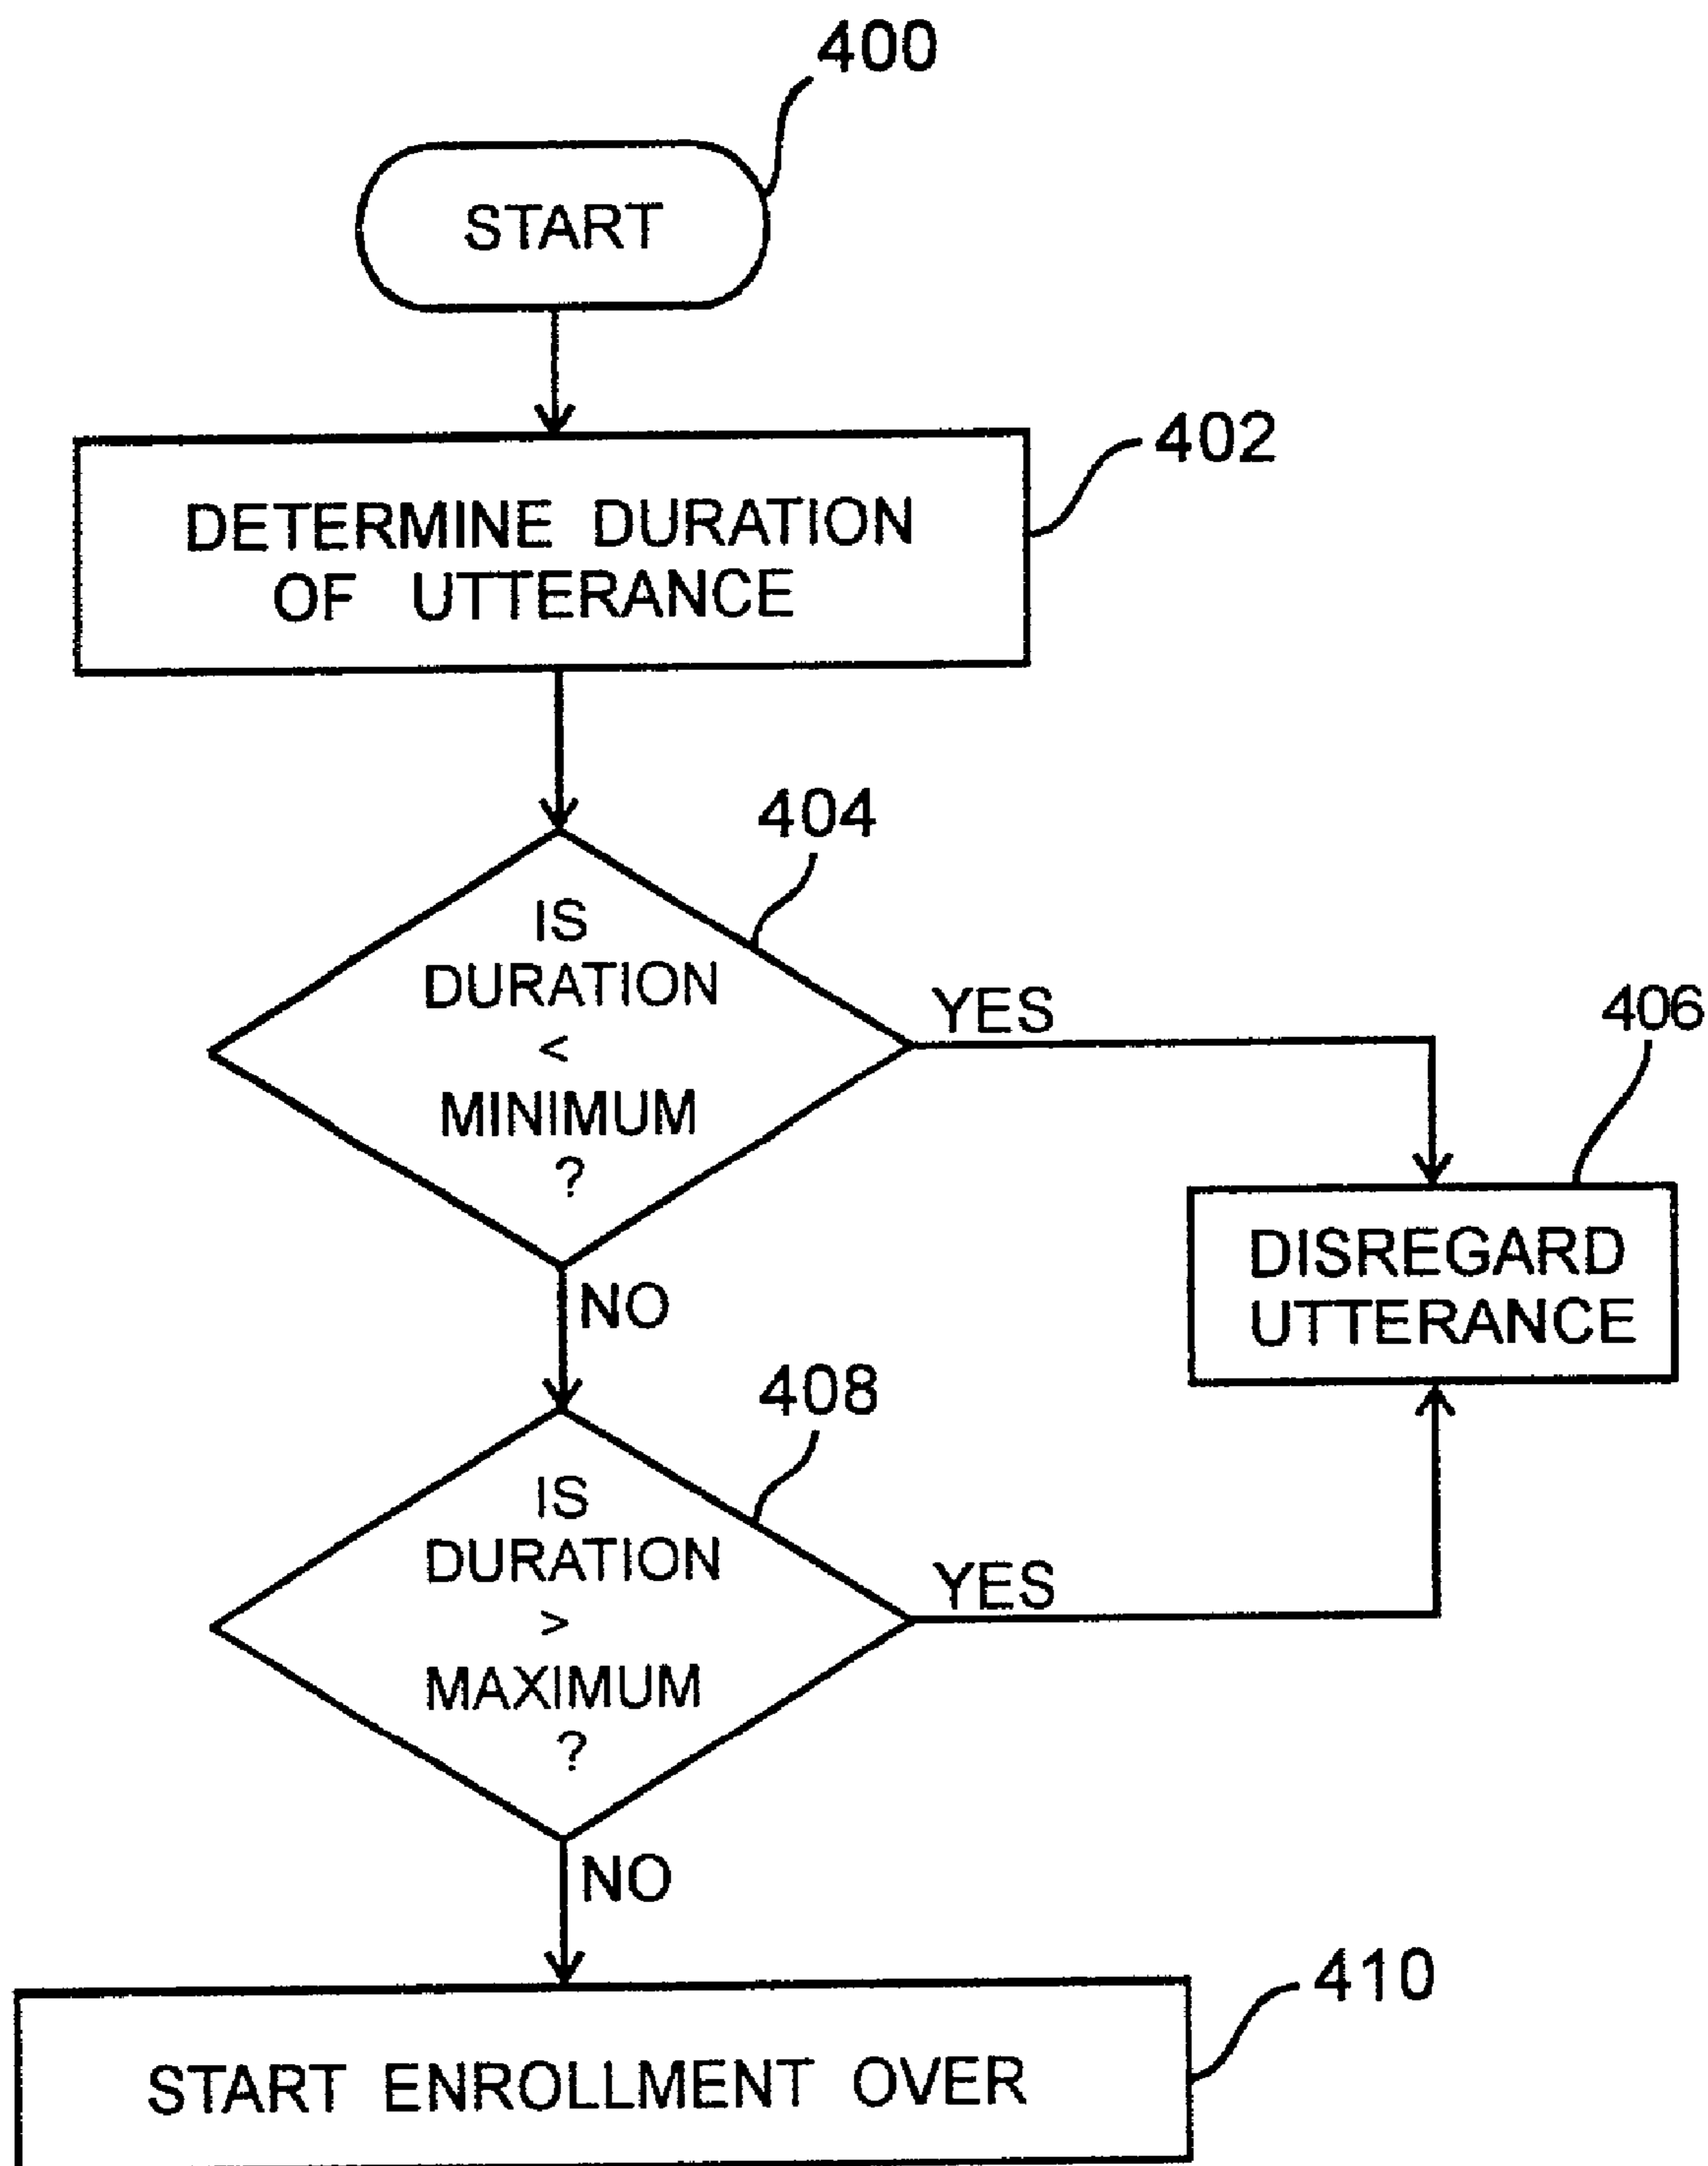 400
START
402
DETERMINE DURATION
OF UTTERANCE
404
IS
DURATION
<
MINIMUM
?
YES
406
DISREGARD
UTTERANCE
NO
408
IS
DURATION
>
MAXIMUM
?
YES
NO
410
START ENROLLMENT OVER